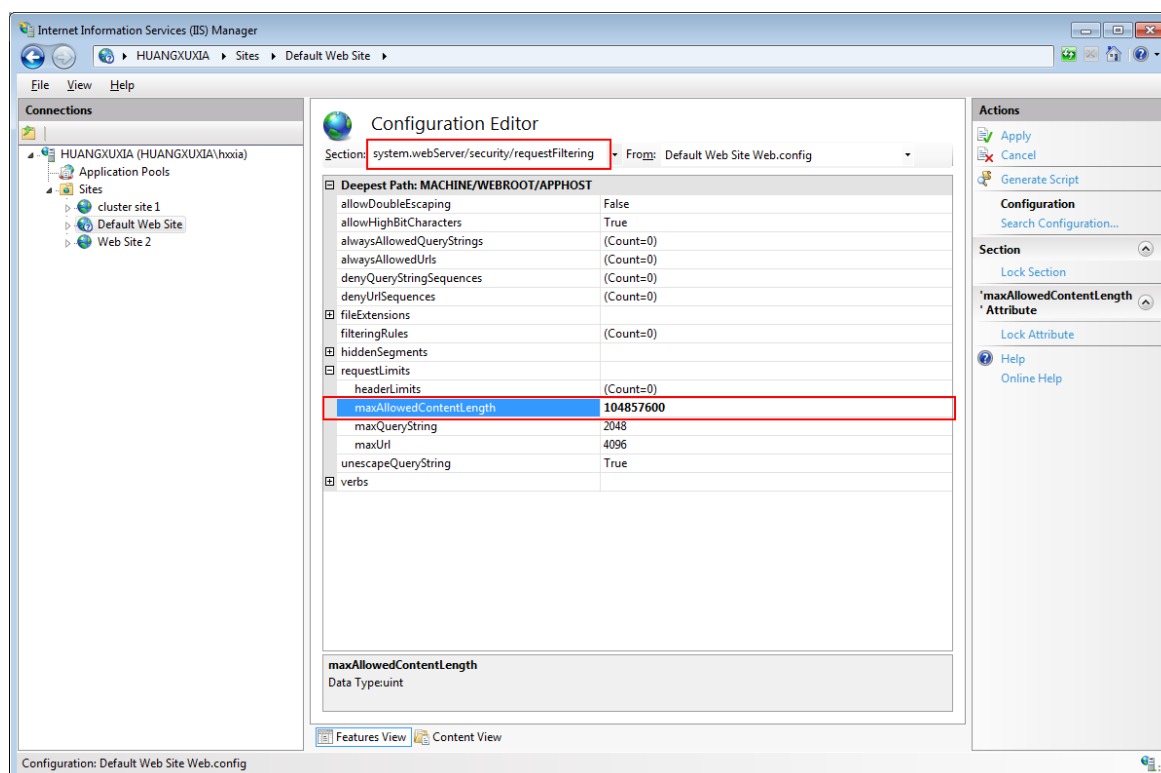 Internet Information Services (IIS) Manager
HUANGXUXIA Sites Default Web Site
File View Help
Connections
HUANGXUXIA (HUANGXUXIA\hxxia)
Application Pools
Sites
cluster site 1
Default Web Site
Web Site 2
Configuration Editor
Section: system.webServer/security/requestFiltering From: Default Web Site Web.config
Deepest Path: MACHINE/WEBROOT/APPHOST
allowDoubleEscaping False
allowHighBitCharacters True
alwaysAllowedQueryStrings (Count=0)
alwaysAllowedUrls (Count=0)
denyQueryStringSequences (Count=0)
denyUrlSequences (Count=0)
fileExtensions
filteringRules (Count=0)
hiddenSegments
requestLimits
headerLimits (Count=0)
maxAllowedContentLength 104857600
maxQueryString 2048
maxUrl 4096
unescapeQueryString True
verbs
maxAllowedContentLength
Data Type:uint
Features View Content View
Actions
Apply
Cancel
Generate Script
Configuration
Search Configuration...
Section
Lock Section
'maxAllowedContentLength
' Attribute
Lock Attribute
Help
Online Help
Configuration: Default Web Site Web.config